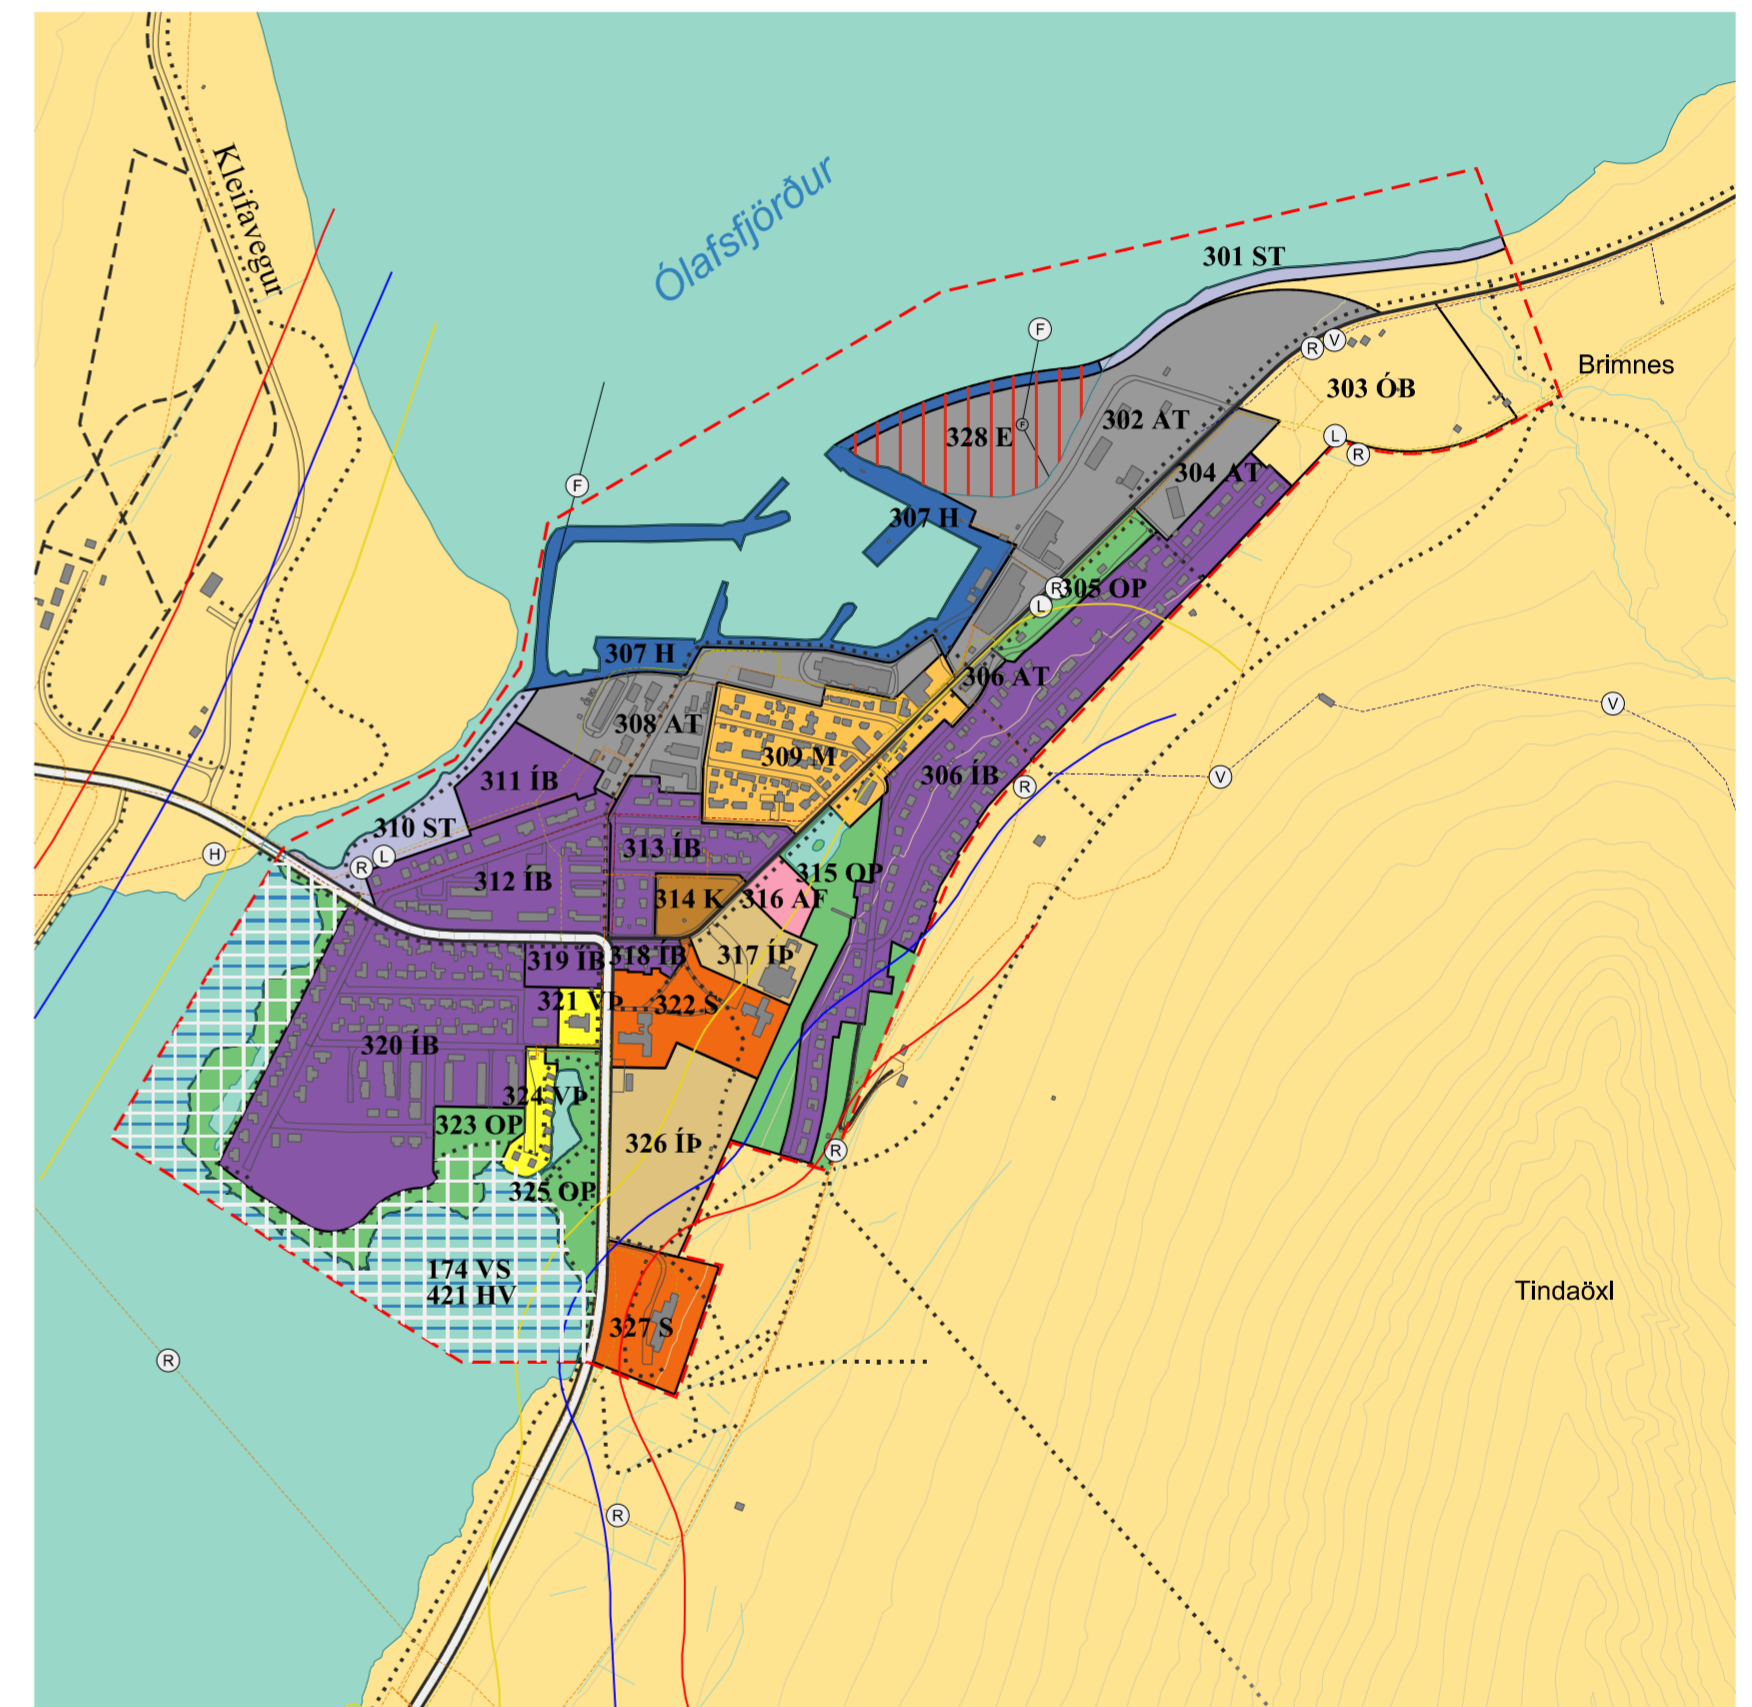 Kleifavegur
Ólafsfjörður
301 ST
F
R
V
Brimnes
303 ÓB
302 AT
328 E
F
L
R
304 AT
F
307 H
R
305 OP
L
307 H
306 AT
V
308 AT
309 M
306 ÍB
V
R
311 ÍB
310 ST
H
L
R
313 ÍB
315 OP
312 ÍB
314 K
316 AF
319 ÍB
318 ÍB
317 ÍÞ
321 VÞ
322 S
320 ÍB
324 VÞ
323 OP
326 ÍÞ
R
325 OP
174 VS
421 HV
Tindaöxl
327 S
R
R